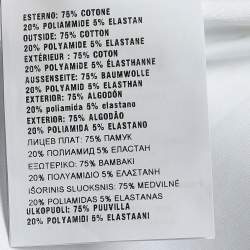 ESTERNO: 75% COTONE
20% POLIAMMIDE 5% ELASTAN
OUTSIDE: 75% COTTON
20% POLYAMIDE 5% ELASTANE
EXTÉRIEUR : 75% COTON
20% POLYAMIDE 5% ÉLASTHANNE
AUSSENSEITE: 75% BAUMWOLLE
20% POLYAMID 5% ELASTHAN
EXTERIOR: 75% ALGODÓN
20% poliamida 5% elastano
EXTERIOR: 75% ALGODÃO
20% POLIAMIDA 5% ELASTANO
ЛИЦЕВ ПЛАТ: 75% ПАМУК
20% ПОЛИАМИД 5% ЕЛАСТАН
ΕΞΩΤΕΡΙΚΟ: 75% ΒΑΜΒΑΚΙ
20% ΠΟΛΥΑΜΙΔΙΟ 5% ΕΛΑΣΤΑΝΗ
IŠORINIS SLUOKSNIS: 75% MEDVILNĖ
20% POLIAMIDAS 5% ELASTANAS
ULKOPUOLI: 75% PUUVILLA
20% POLYAMIDI 5% ELASTAANI